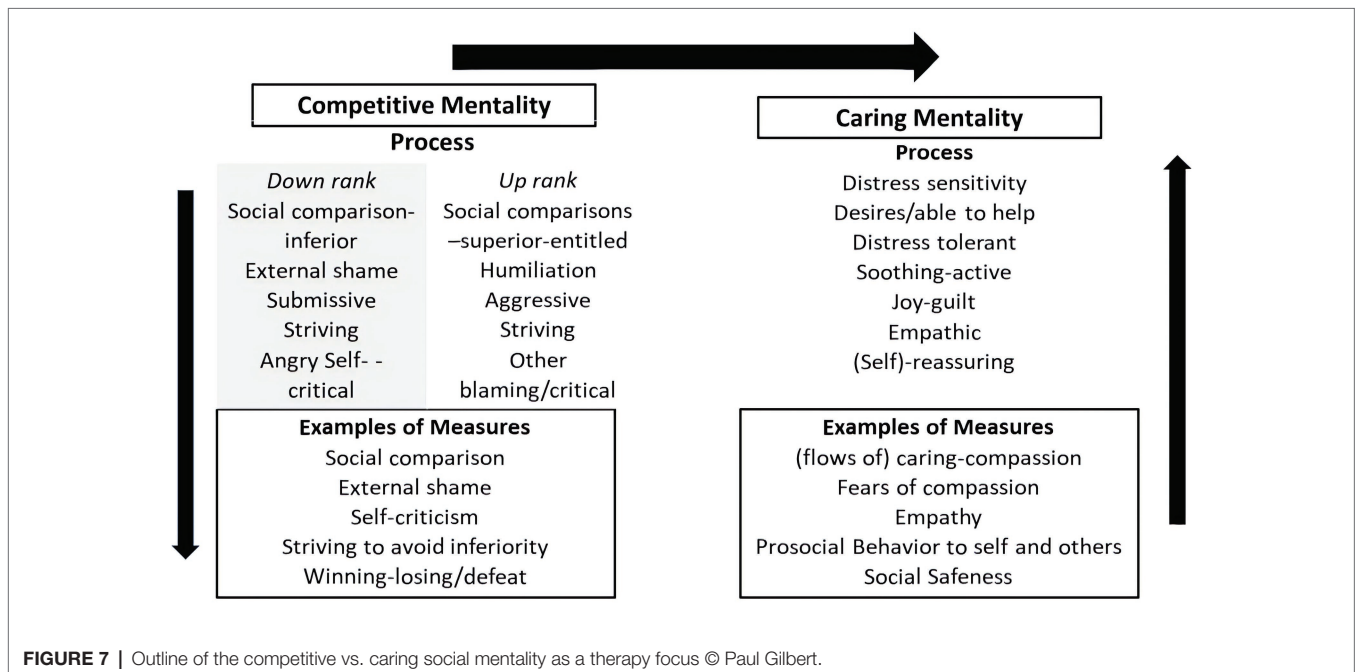 Competitive Mentality
Process
Down rank
Social comparison-
inferior
External shame
Submissive
Striving
Angry Self- -
critical
Up rank
Social comparisons
–superior-entitled
Humiliation
Aggressive
Striving
Other
blaming/critical
Examples of Measures
Social comparison
External shame
Self-criticism
Striving to avoid inferiority
Winning-losing/defeat
Caring Mentality
Process
Distress sensitivity
Desires/able to help
Distress tolerant
Soothing-active
Joy-guilt
Empathic
(Self)-reassuring
Examples of Measures
(flows of) caring-compassion
Fears of compassion
Empathy
Prosocial Behavior to self and others
Social Safeness
FIGURE 7 | Outline of the competitive vs. caring social mentality as a therapy focus © Paul Gilbert.